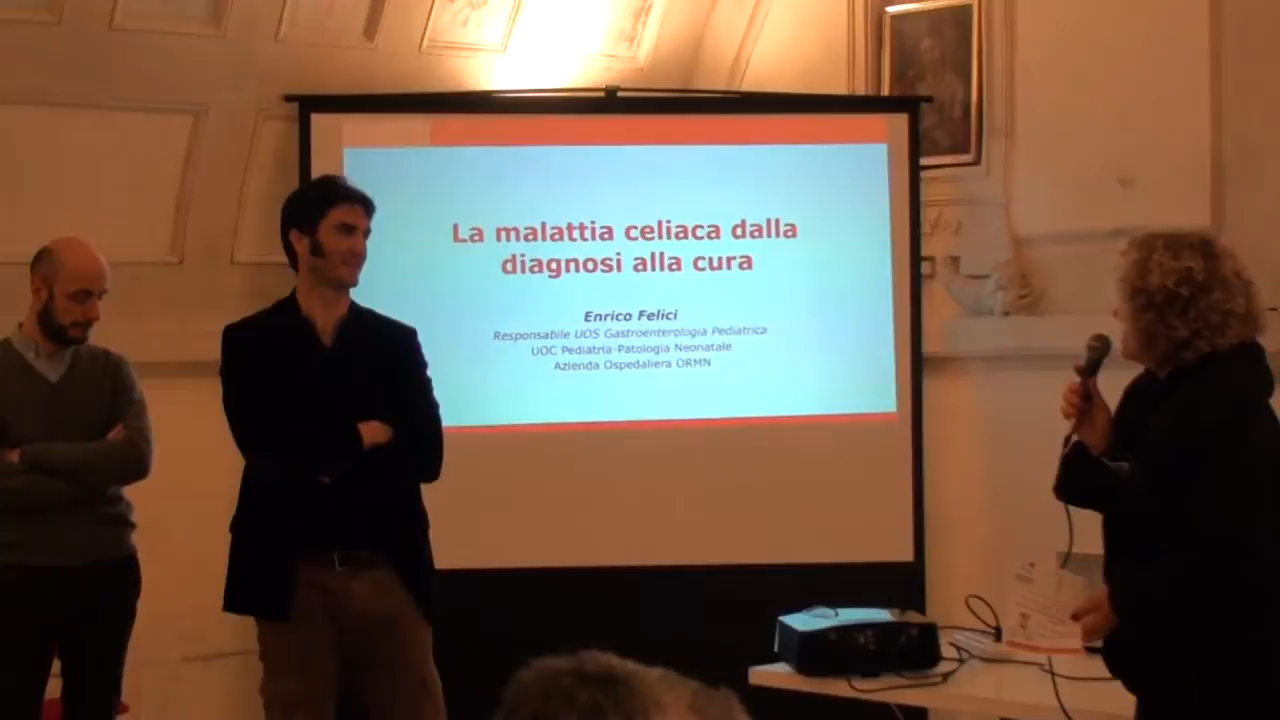 La malattia celiaca dalla
diagnosi alla cura
Enrico Felici
Responsabile UOS Gastroenterologia Pediatrica
UOC Pediatria-Patologia Neonatale
Azienda Ospedaliera ORMN